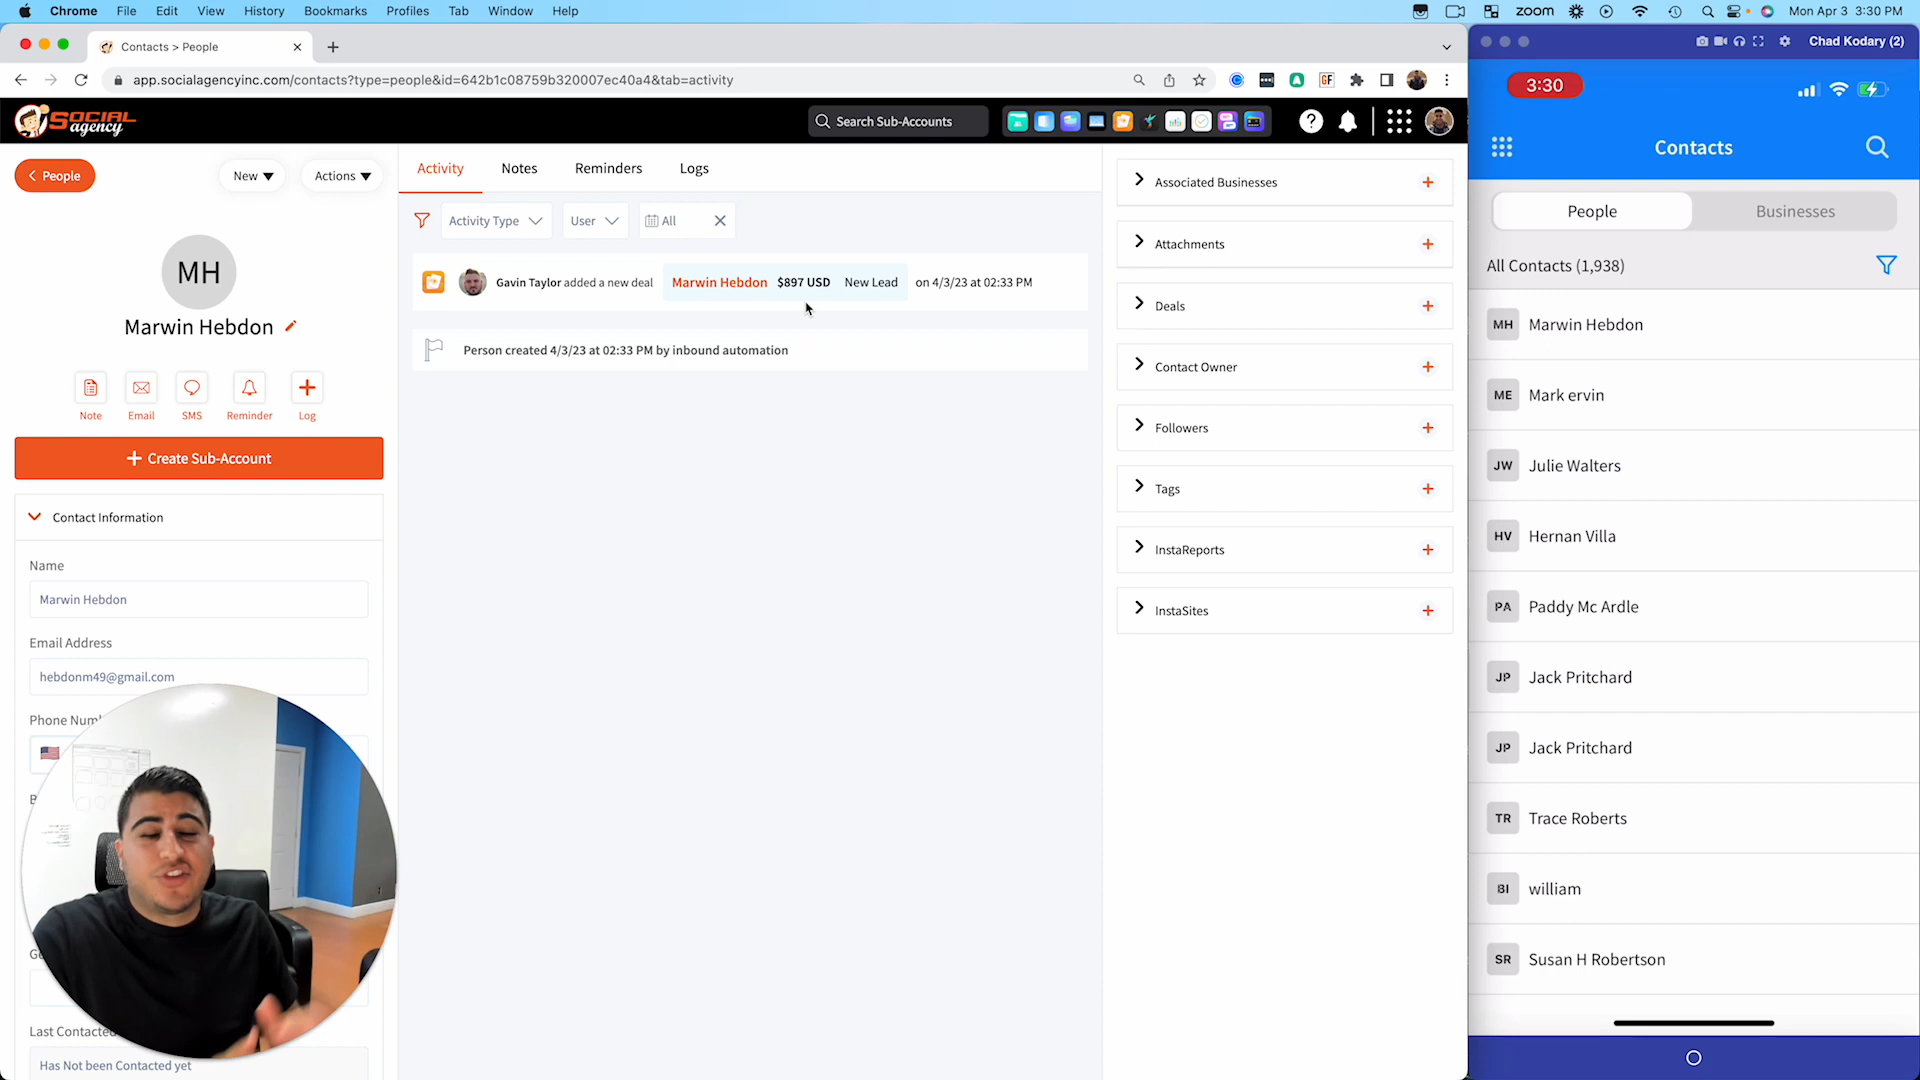 Chrome File Edit View History Bookmarks Profiles Tab Window Help
zoom Mon Apr 3 3:30 PM
Contacts > People
Chad Kodary (2)
app.socialagencyinc.com/contacts?type=people&id=642b1c08759b320007ec40a4&tab=activity
GF
3:30
SOCIAL
agency
Search Sub-Accounts
Contacts
People
New
Actions
Activity
Notes
Reminders
Logs
Associated Businesses
People
Businesses
Activity Type
User
All
Attachments
All Contacts (1,938)
MH
Gavin Taylor added a new deal Marwin Hebdon $897 USD New Lead on 4/3/23 at 02:33 PM
Deals
Marwin Hebdon
MH Marwin Hebdon
Person created 4/3/23 at 02:33 PM by inbound automation
Contact Owner
Note
Email
SMS
Reminder
Log
ME Mark ervin
Followers
Create Sub-Account
JW Julie Walters
Tags
Contact Information
HV Hernan Villa
InstaReports
Name
Marwin Hebdon
InstaSites
PA Paddy Mc Ardle
Email Address
hebdonm49@gmail.com
JP Jack Pritchard
Phone Num
JP Jack Pritchard
TR Trace Roberts
BI william
Ge
SR Susan H Robertson
Last Contacted
Has Not been Contacted yet